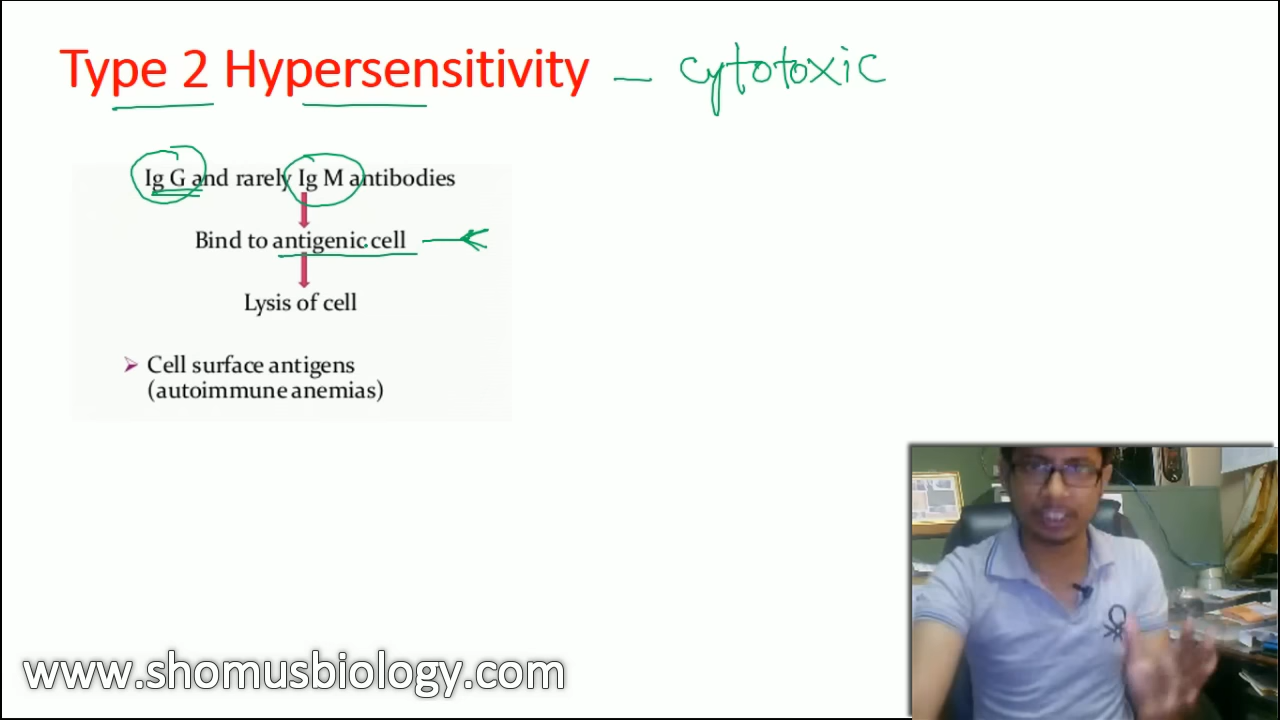 Type 2 Hypersensitivity – cytotoxic
Ig G and rarely Ig M antibodies
Bind to antigenic cell
Lysis of cell
Cell surface antigens
(autoimmune anemias)
www.shomusbiology.com